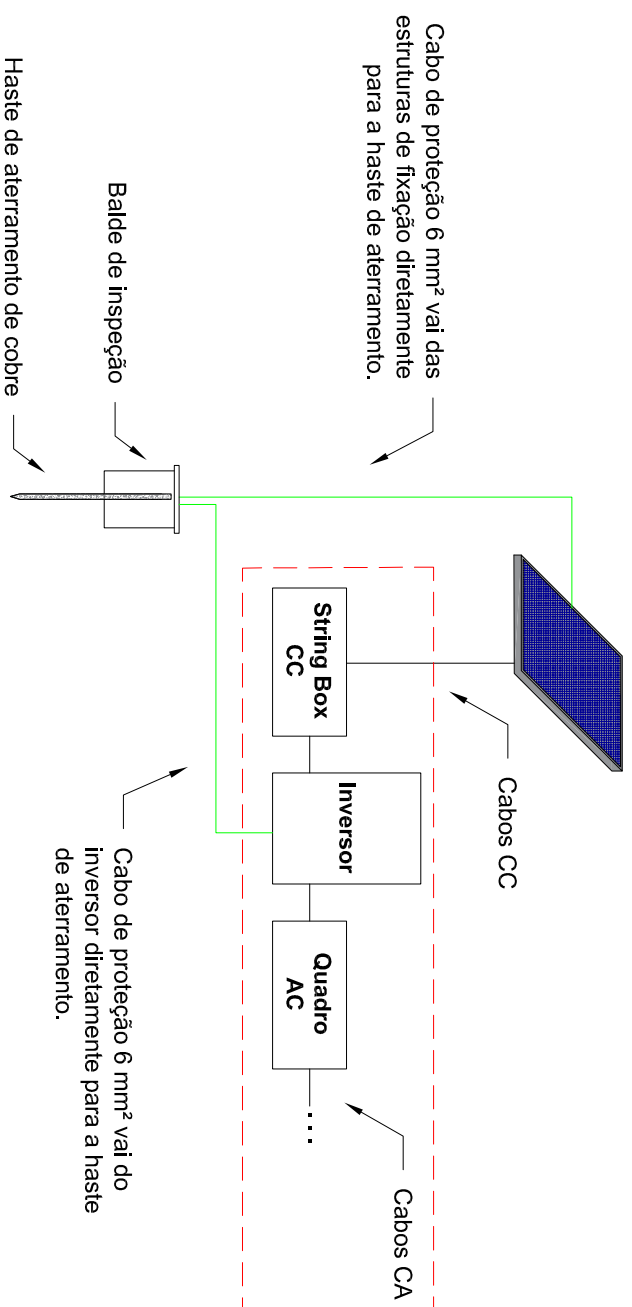 Cabo de proteção 6 mm² vai das
estruturas de fixação diretamente
para a haste de aterramento.
Cabos CC
String Box
CC
Inversor
Quadro
AC
...
Cabos CA
Balde de inspeção
Cabo de proteção 6 mm² vai do
inversor diretamente para a haste
de aterramento.
Haste de aterramento de cobre